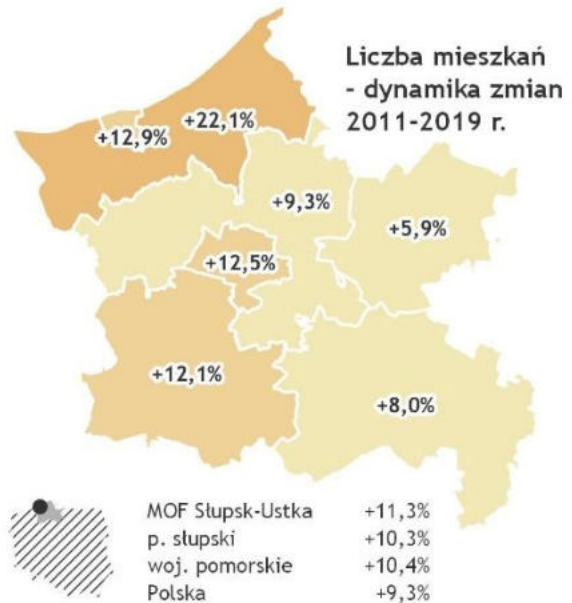 Liczba mieszkań
- dynamika zmian
2011-2019 r.
+22,1%
+12,9%
+9,3%
+5,9%
+12,5%
+12,1%
+8,0%
MOF Słupsk-Ustka +11,3%
p. słupski +10,3%
woj. pomorskie +10,4%
Polska +9,3%